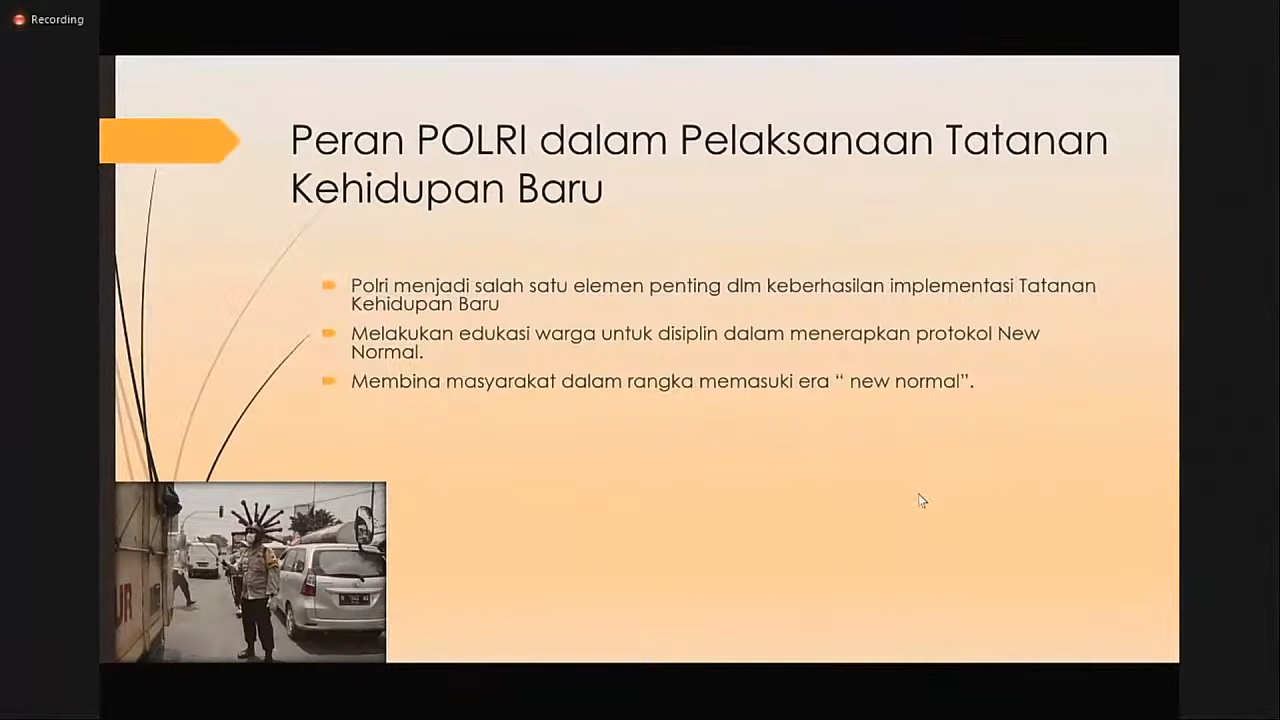 Recording
Peran POLRI dalam Pelaksanaan Tatanan
Kehidupan Baru
Polri menjadi salah satu elemen penting dlm keberhasilan implementasi Tatanan
Kehidupan Baru
Melakukan edukasi warga untuk disiplin dalam menerapkan protokol New
Normal.
Membina masyarakat dalam rangka memasuki era “ new normal”.
UR